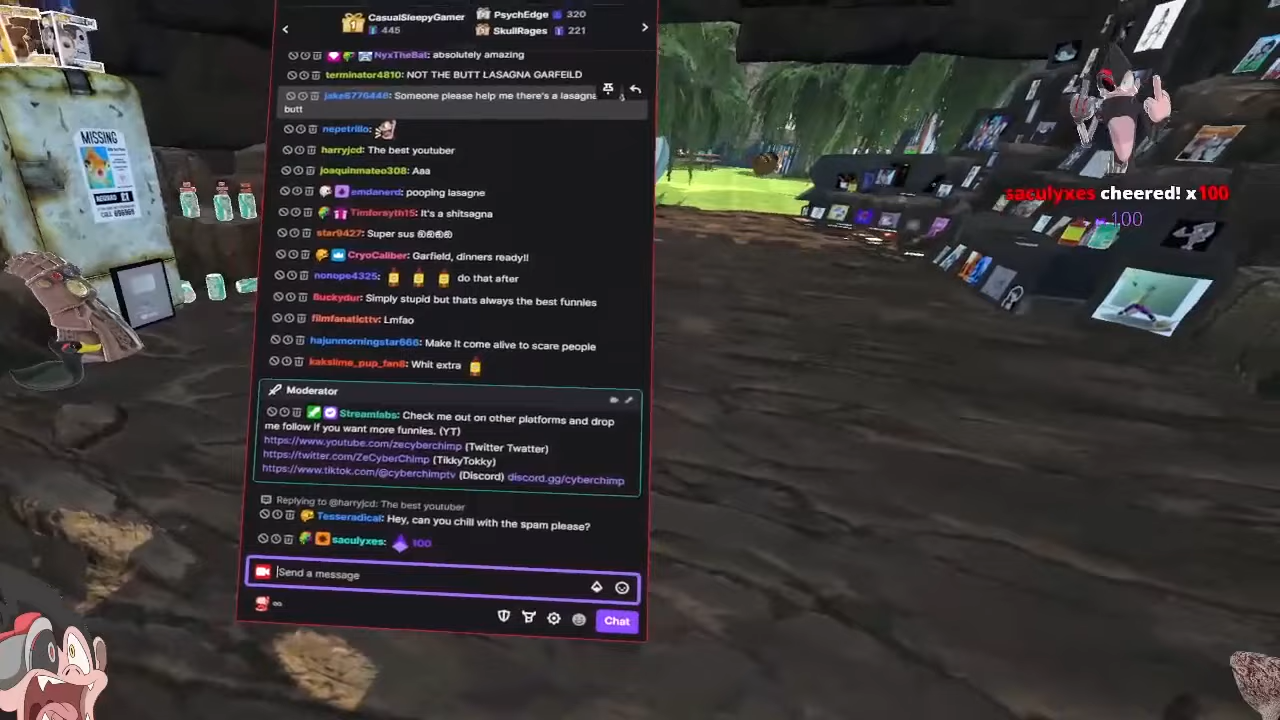 CasualSleepyGamer
445
PsychEdge 320
SkullRages 221
NyxTheBat: absolutely amazing
terminator4810: NOT THE BUTT LASAGNA GARFEILD
jake6776446: Someone please help me there's a lasagna
butt
nepetrillo:
harryjcd: The best youtuber
joaquinmateo308: Aaa
emdanerd: pooping lasagne
Timforsyth15: It's a shitsagna
star9427: Super sus
CryoCaliber: Garfield, dinners ready!!
nonope4325: do that after
Buckydur: Simply stupid but thats always the best funnies
filmfanatictv: Lmfao
hajunmorningstar666: Make it come alive to scare people
kakslime_pup_fan8: Whit extra
Moderator
Streamlabs: Check me out on other platforms and drop
me follow if you want more funnies. (YT)
https://www.youtube.com/zecyberchimp (Twitter Twatter)
https://twitter.com/ZeCyberChimp (TikkyTokky)
https://www.tiktok.com/@cyberchimptv (Discord) discord.gg/cyberchimp
Replying to @harryjcd: The best youtuber
Tesseradical: Hey, can you chill with the spam please?
saculyxes: 100
Send a message
Chat
MISSING
REWARD £1
CALL 696969
saculyxes cheered! x100
100